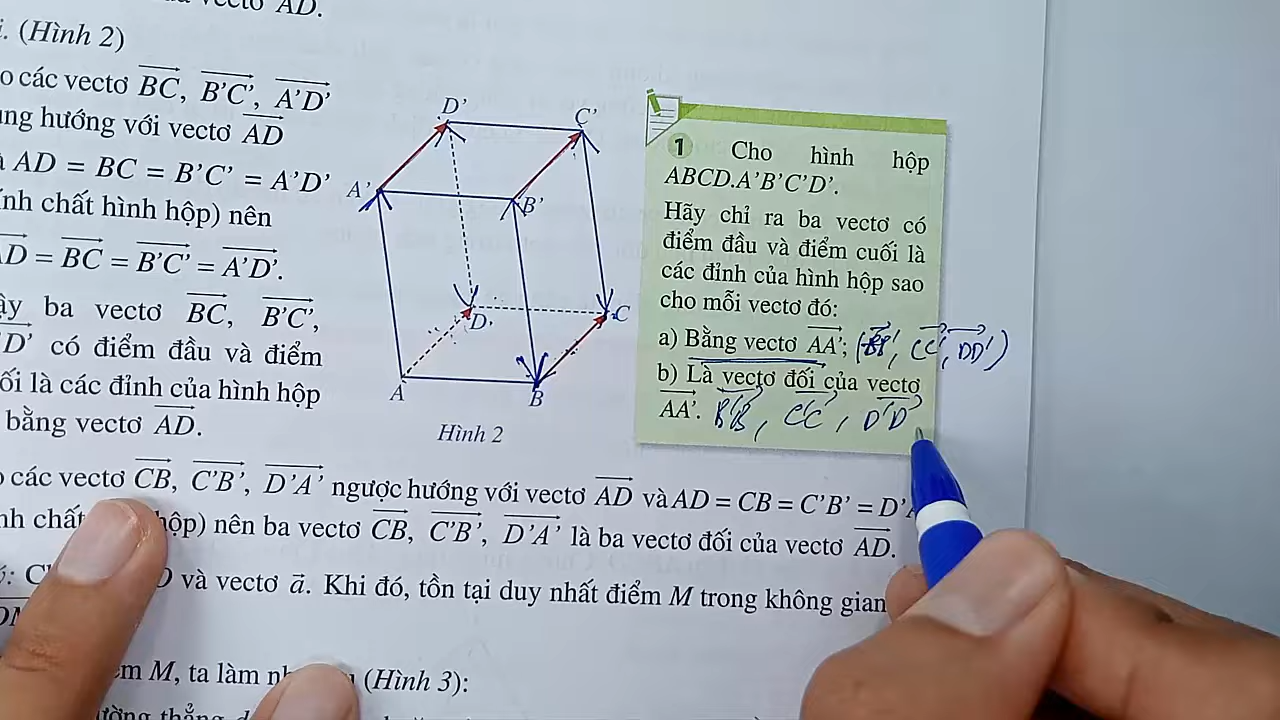 vectơ AD.
i. (Hình 2)
o các vectơ BC, B'C', A'D'
ùng hướng với vectơ AD
à AD = BC = B'C' = A'D'
ính chất hình hộp) nên
AD = BC = B'C' = A'D'.
ậy ba vectơ BC, B'C',
'D' có điểm đầu và điểm
ối là các đỉnh của hình hộp
bằng vectơ AD.
D'
C'
A'
B'
D
C
A
B
Hình 2
1 Cho hình hộp
ABCD.A'B'C'D'.
Hãy chỉ ra ba vectơ có
điểm đầu và điểm cuối là
các đỉnh của hình hộp sao
cho mỗi vectơ đó:
a) Bằng vectơ AA'; (BB', CC', DD')
b) Là vectơ đối của vectơ
AA'. B'B, C'C, D'D
o các vectơ CB, C'B', D'A' ngược hướng với vectơ AD và AD = CB = C'B' = D'
nh chất hộp) nên ba vectơ CB, C'B', D'A' là ba vectơ đối của vectơ AD.
và vectơ a. Khi đó, tồn tại duy nhất điểm M trong không gian
M, ta làm (Hình 3):